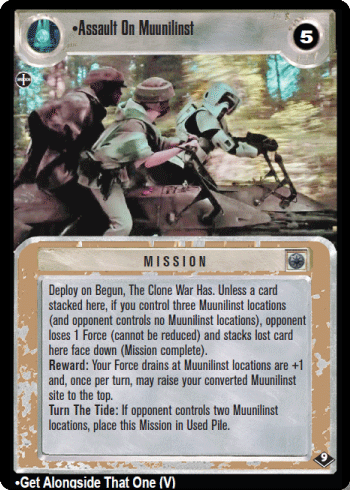 •Assault On Muunilinst
5
MISSION
Deploy on Begun, The Clone War Has. Unless a card
stacked here, if you control three Muunilinst locations
(and opponent controls no Muunilinst locations), opponent
loses 1 Force (cannot be reduced) and stacks lost card
here face down (Mission complete).
Reward: Your Force drains at Muunilinst locations are +1
and, once per turn, may raise your converted Muunilinst
site to the top.
Turn The Tide: If opponent controls two Muunilinst
locations, place this Mission in Used Pile.
9
•Get Alongside That One (V)